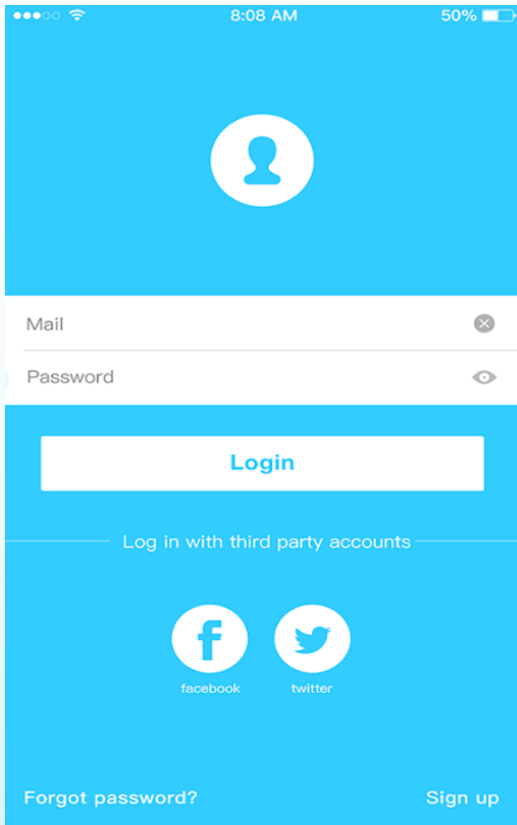 8:08 AM 50%
Mail
Password
Login
Log in with third party accounts
facebook twitter
Forgot password? Sign up